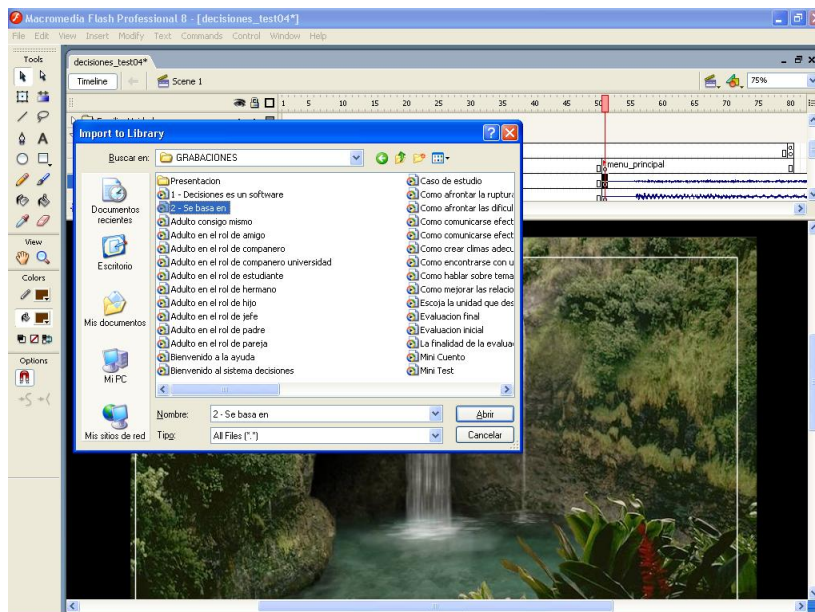 Macromedia Flash Professional 8 - [decisiones_test04*]
File Edit View Insert Modify Text Commands Control Window Help
Tools
decisiones_test04*
Timeline
Scene 1
75%
1 5 10 15 20 25 30 35 40 45 50 55 60 65 70 75 80
menu_principal
Import to Library
Buscar en:
GRABACIONES
Documentos recientes
Escritorio
Mis documentos
Mi PC
Mis sitios de red
Presentacion
1 - Decisiones es un software
2 - Se basa en
Adulto consigo mismo
Adulto en el rol de amigo
Adulto en el rol de companero
Adulto en el rol de companero universidad
Adulto en el rol de estudiante
Adulto en el rol de hermano
Adulto en el rol de hijo
Adulto en el rol de jefe
Adulto en el rol de padre
Adulto en el rol de pareja
Bienvenido a la ayuda
Bienvenido al sistema decisiones
Caso de estudio
Como afrontar la ruptura
Como afrontar las dificul
Como comunicarse efect
Como comunicarse efect
Como crear climas adecu
Como encontrarse con u
Como hablar sobre tema
Como mejorar las relacio
Escoja la unidad que des
Evaluacion final
Evaluacion inicial
La finalidad de la evalua
Mini Cuento
Mini Test
Nombre:
2 - Se basa en
Abrir
Tipo:
All Files (*.*)
Cancelar
View
Colors
Options